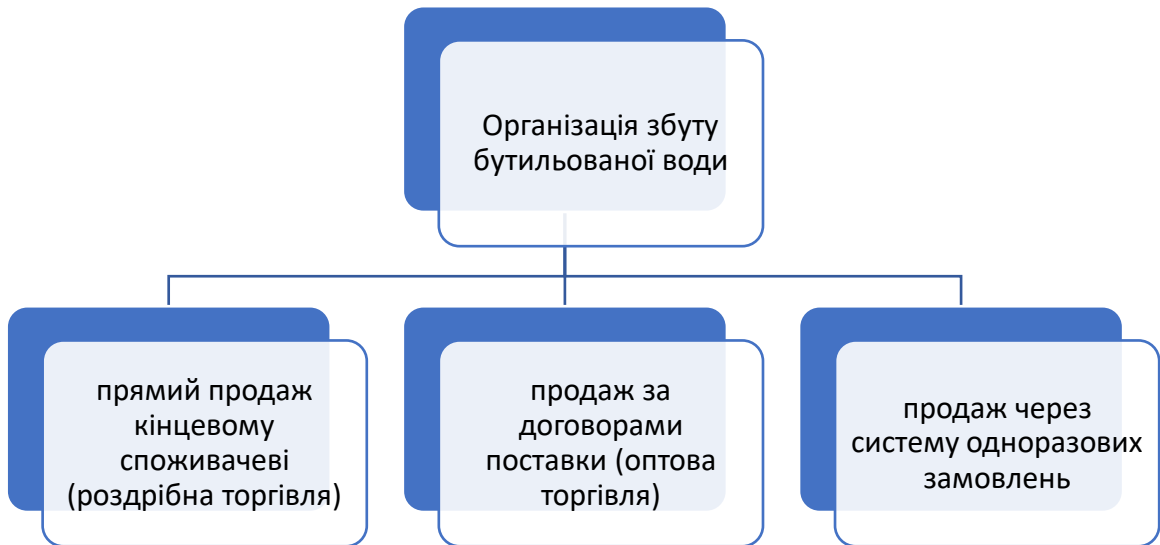 Організація збуту
бутильованої води
прямий продаж
кінцевому
споживачеві
(роздрібна торгівля)
продаж за
договорами
поставки (оптова
торгівля)
продаж через
систему одноразових
замовлень